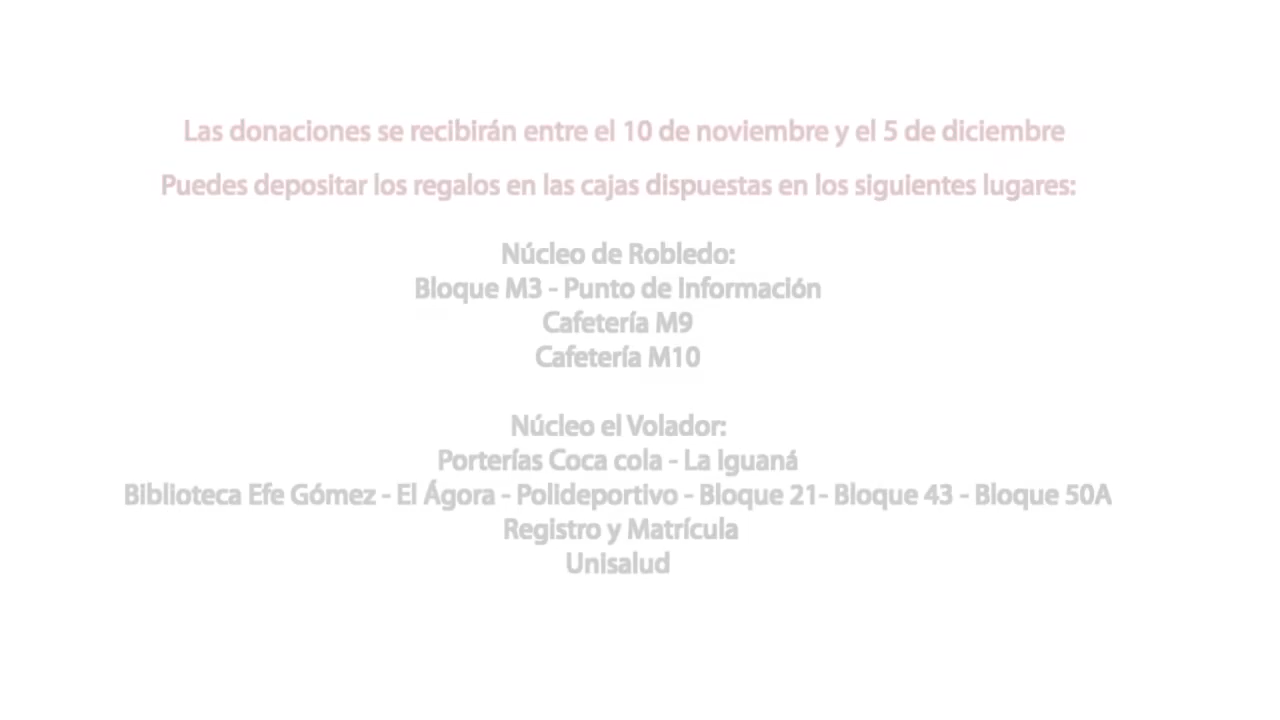 Las donaciones se recibirán entre el 10 de noviembre y el 5 de diciembre
Puedes depositar los regalos en las cajas dispuestas en los siguientes lugares:
Núcleo de Robledo:
Bloque M3 - Punto de Información
Cafetería M9
Cafetería M10
Núcleo el Volador:
Porterías Coca cola - La Iguaná
Biblioteca Efe Gómez - El Ágora - Polideportivo - Bloque 21- Bloque 43 - Bloque 50A
Registro y Matrícula
Unisalud